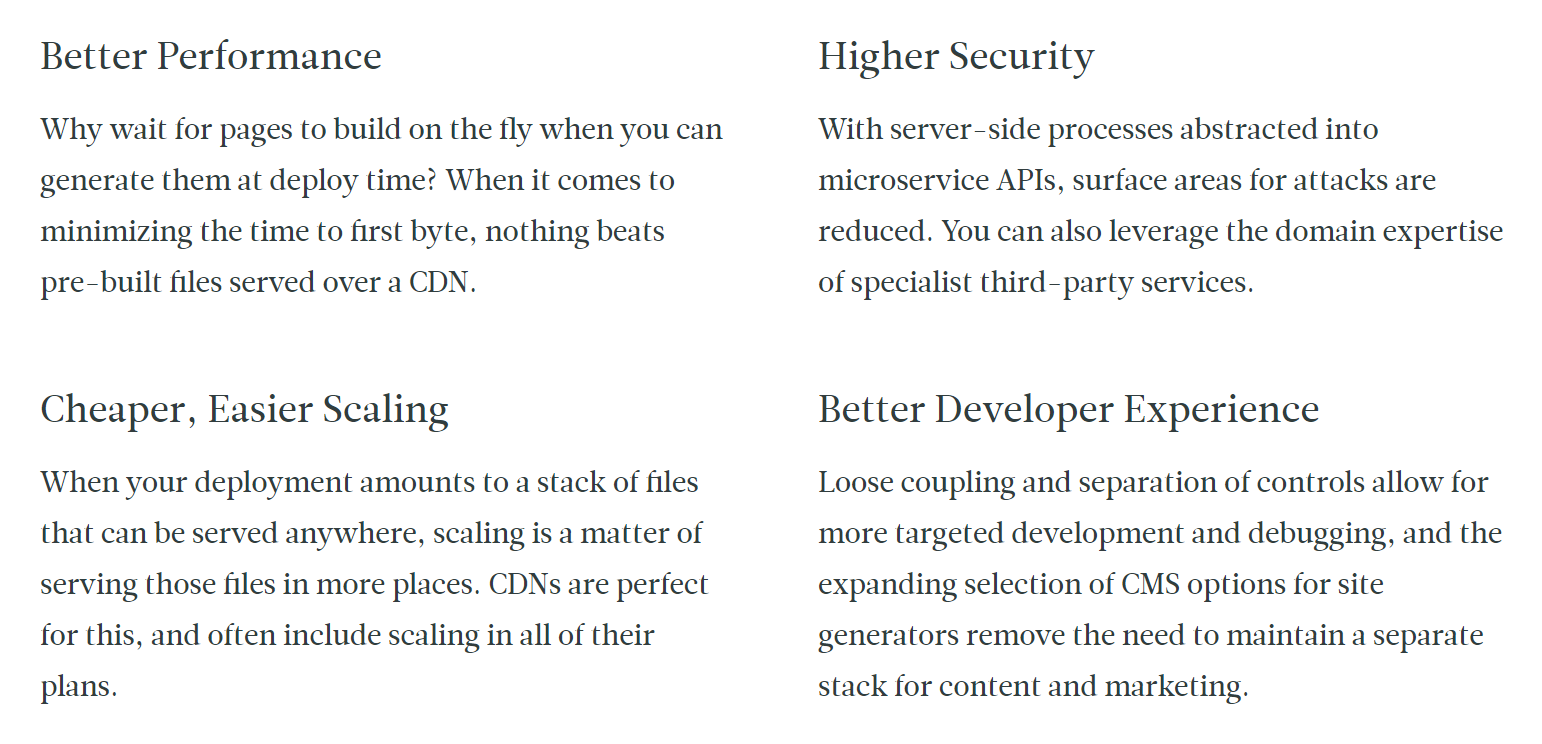 Better Performance
Why wait for pages to build on the fly when you can
generate them at deploy time? When it comes to
minimizing the time to first byte, nothing beats
pre-built files served over a CDN.
Higher Security
With server-side processes abstracted into
microservice APIs, surface areas for attacks are
reduced. You can also leverage the domain expertise
of specialist third-party services.
Cheaper, Easier Scaling
When your deployment amounts to a stack of files
that can be served anywhere, scaling is a matter of
serving those files in more places. CDNs are perfect
for this, and often include scaling in all of their
plans.
Better Developer Experience
Loose coupling and separation of controls allow for
more targeted development and debugging, and the
expanding selection of CMS options for site
generators remove the need to maintain a separate
stack for content and marketing.